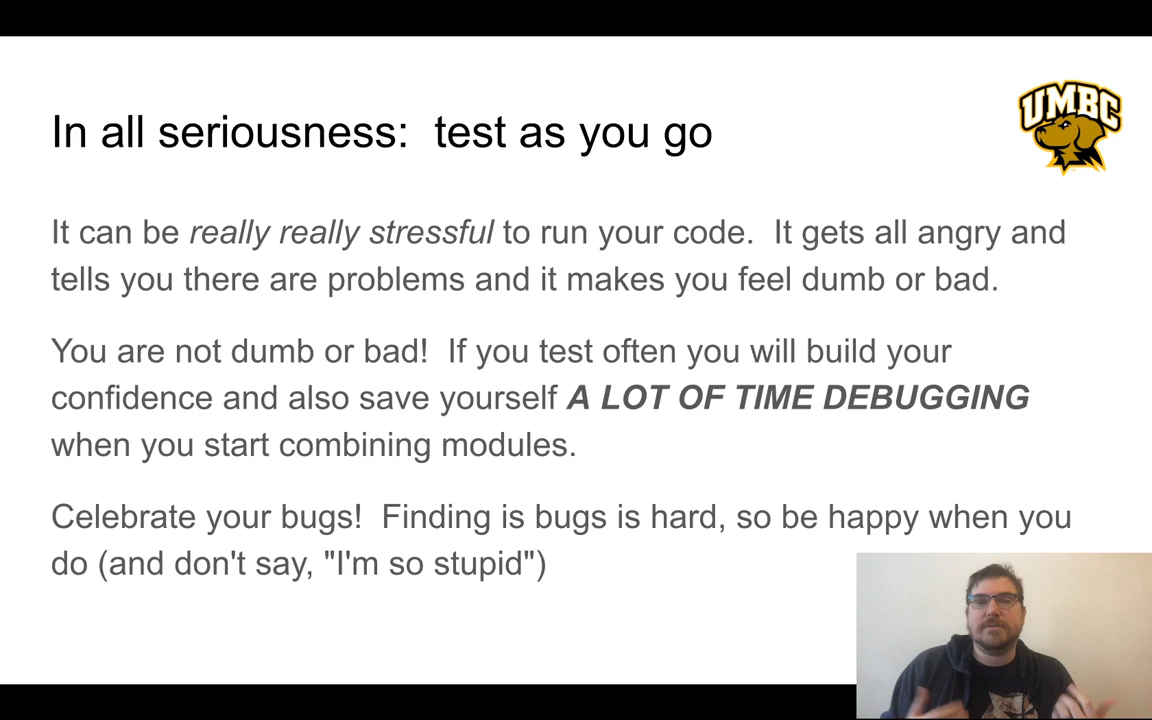 UMBC
In all seriousness: test as you go
It can be really really stressful to run your code. It gets all angry and
tells you there are problems and it makes you feel dumb or bad.
You are not dumb or bad! If you test often you will build your
confidence and also save yourself A LOT OF TIME DEBUGGING
when you start combining modules.
Celebrate your bugs! Finding is bugs is hard, so be happy when you
do (and don't say, "I'm so stupid")